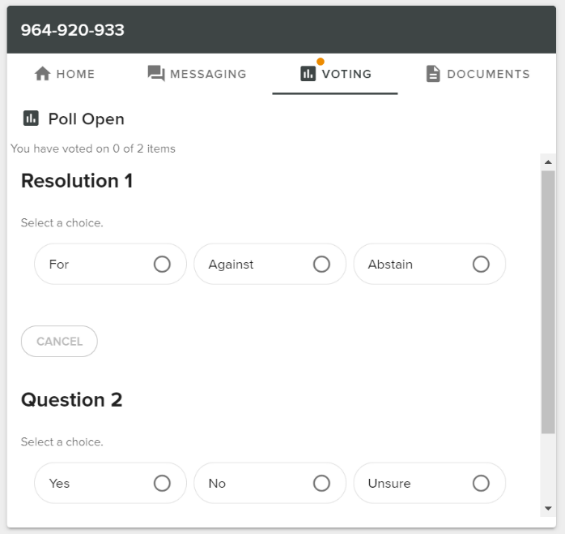 964-920-933
HOME MESSAGING VOTING DOCUMENTS
Poll Open
You have voted on 0 of 2 items
Resolution 1
Select a choice.
For Against Abstain
CANCEL
Question 2
Select a choice.
Yes No Unsure